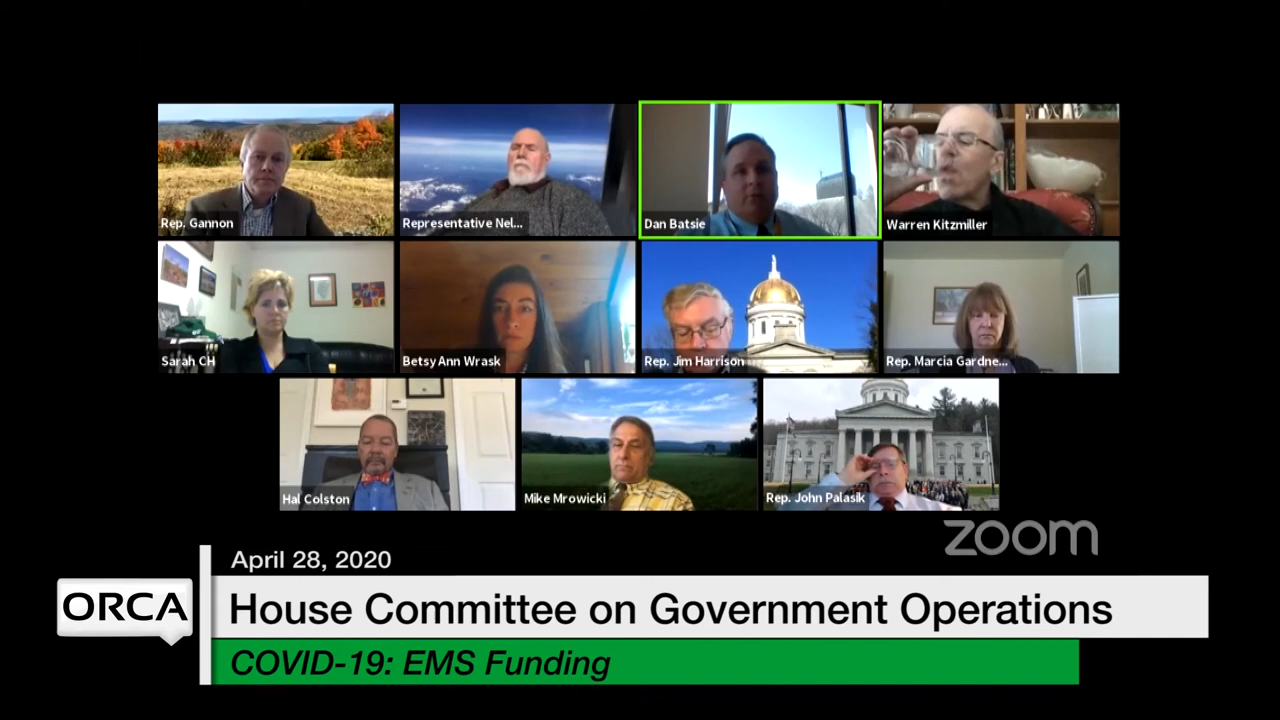 Rep. Gannon
Representative Nel...
Dan Batsie
Warren Kitzmiller
Sarah CH
Betsy Ann Wrask
Rep. Jim Harrison
Rep. Marcia Gardne...
Hal Colston
Mike Mrowicki
Rep. John Palasik
zoom
April 28, 2020
ORCA
House Committee on Government Operations
COVID-19: EMS Funding